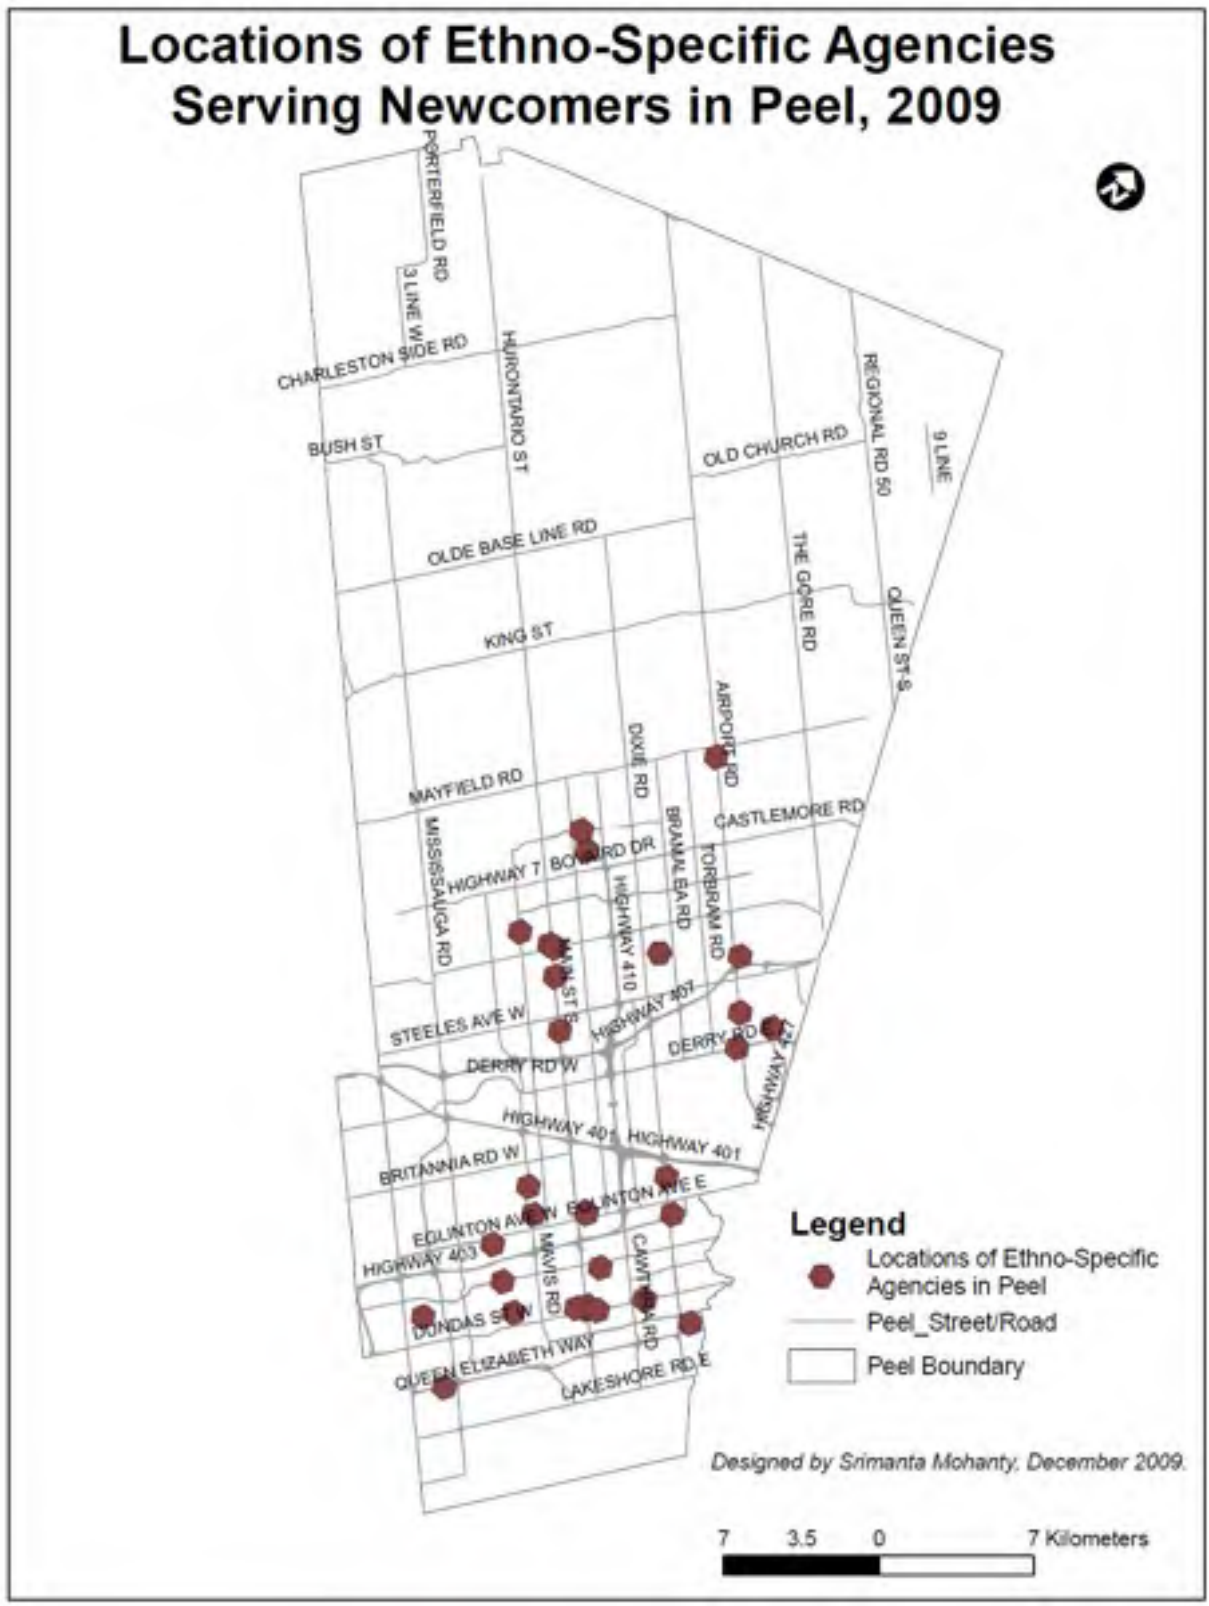 Locations of Ethno-Specific Agencies
Serving Newcomers in Peel, 2009
PORTERFIELD RD
N
3 LINE W
CHARLESTON SIDE RD
HURONTARIO ST
REGIONAL RD 50
BUSH ST
OLD CHURCH RD
9 LINE
OLDE BASE LINE RD
THE GORE RD
QUEEN ST S
KING ST
AIRPORT RD
DIXIE RD
MAYFIELD RD
CASTLEMORE RD
BRAMALEA RD
MISSISSAUGA RD
HIGHWAY 7 BOVAIRD DR
TORBRAM RD
HIGHWAY 410
MAIN ST S
HIGHWAY 407
STEELES AVE W
DERRY RD E
DERRY RD W
HIGHWAY 427
HIGHWAY 401
HIGHWAY 401
BRITANNIA RD W
EGLINTON AVE W
EGLINTON AVE E
HIGHWAY 403
MAVIS RD
CAWTHRA RD
DUNDAS ST W
QUEEN ELIZABETH WAY
LAKESHORE RD E
Legend
Locations of Ethno-Specific
Agencies in Peel
Peel_Street/Road
Peel Boundary
Designed by Srimanta Mohanty, December 2009.
7 3.5 0 7 Kilometers